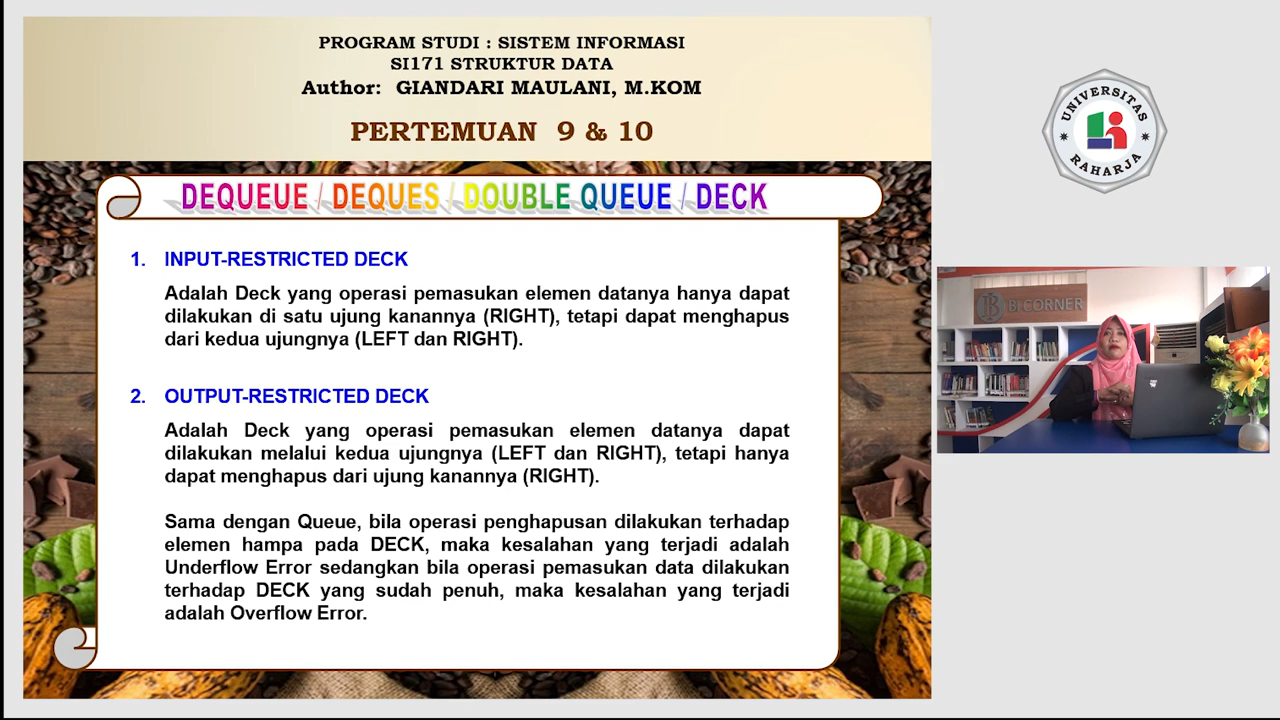 PROGRAM STUDI : SISTEM INFORMASI
SI171 STRUKTUR DATA
Author: GIANDARI MAULANI, M.KOM
PERTEMUAN 9 & 10
DEQUEUE / DEQUES / DOUBLE QUEUE / DECK
1. INPUT-RESTRICTED DECK
Adalah Deck yang operasi pemasukan elemen datanya hanya dapat
dilakukan di satu ujung kanannya (RIGHT), tetapi dapat menghapus
dari kedua ujungnya (LEFT dan RIGHT).
2. OUTPUT-RESTRICTED DECK
Adalah Deck yang operasi pemasukan elemen datanya dapat
dilakukan melalui kedua ujungnya (LEFT dan RIGHT), tetapi hanya
dapat menghapus dari ujung kanannya (RIGHT).
Sama dengan Queue, bila operasi penghapusan dilakukan terhadap
elemen hampa pada DECK, maka kesalahan yang terjadi adalah
Underflow Error sedangkan bila operasi pemasukan data dilakukan
terhadap DECK yang sudah penuh, maka kesalahan yang terjadi
adalah Overflow Error.
UNIVERSITAS
RAHARJA
BI CORNER